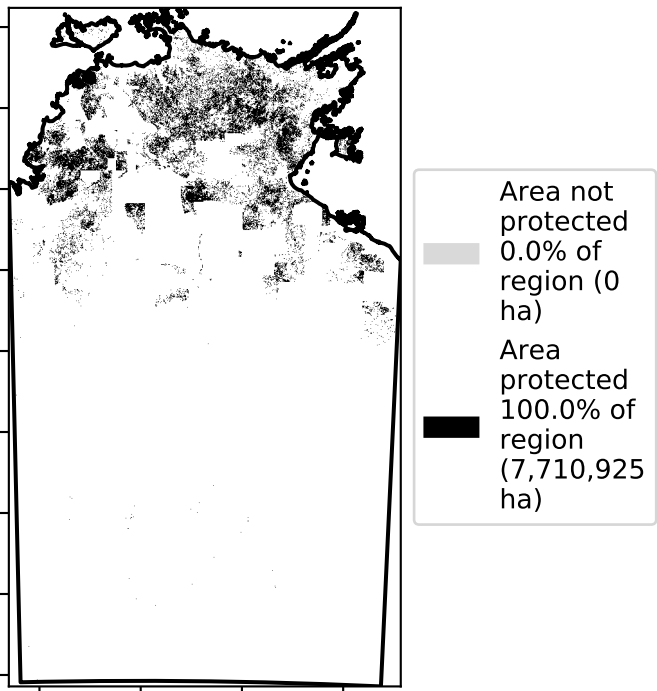 Area not
protected
0.0% of
region (0
ha)
Area
protected
100.0% of
region
(7,710,925
ha)